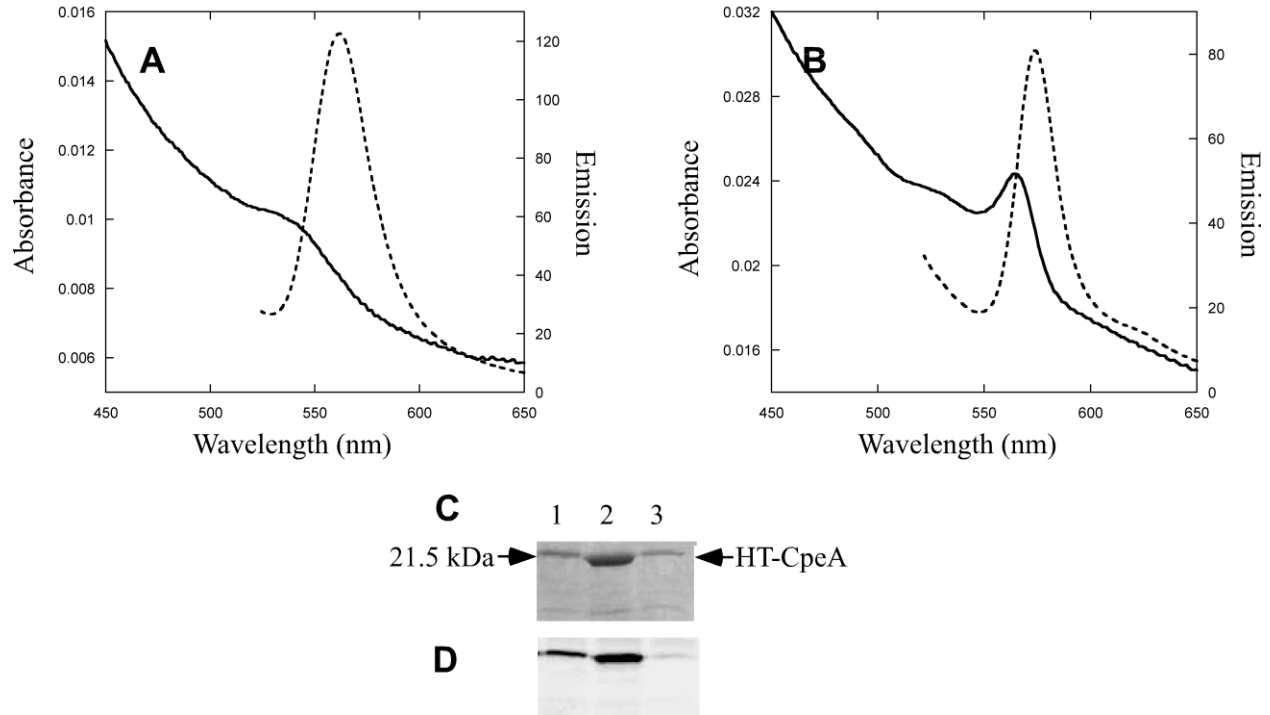 A
0.016
0.014
0.012
0.01
0.008
0.006
Absorbance
120
100
80
60
40
20
0
Emission
450 500 550 600 650
Wavelength (nm)
B
0.032
0.028
0.024
0.02
0.016
Absorbance
80
60
40
20
0
Emission
450 500 550 600 650
Wavelength (nm)
C
1 2 3
21.5 kDa
HT-CpeA
D